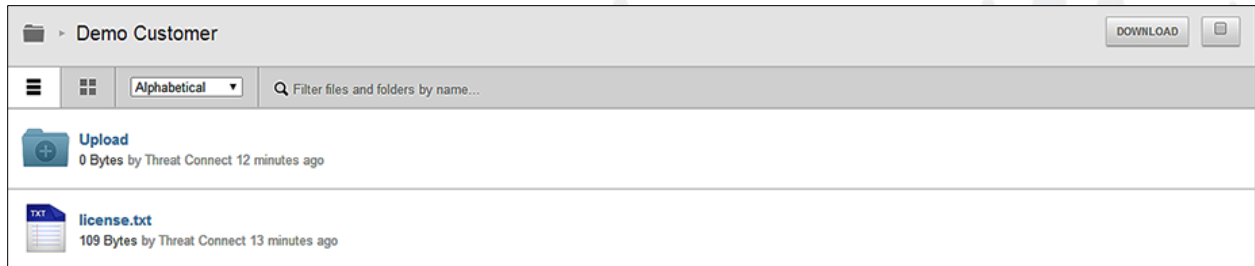 Demo Customer
DOWNLOAD
Alphabetical
Filter files and folders by name...
Upload
0 Bytes by Threat Connect 12 minutes ago
TXT
license.txt
109 Bytes by Threat Connect 13 minutes ago